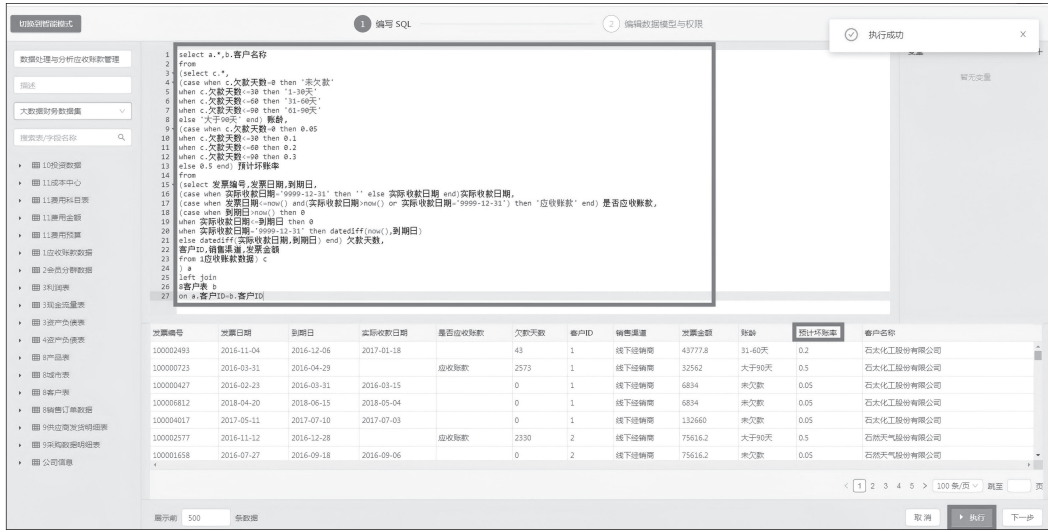 切换到智能模式
1 编写 SQL
2 编辑数据模型与权限
执行成功 X
数据处理与分析应收账款管理
描述
大数据财务数据集
搜索表/字段名称
10投资数据
11成本中心
11费用科目表
11费用金额
11费用预算
1应收账款数据
2会员分群数据
3利润表
3现金流量表
3资产负债表
4资产负债表
8产品表
8城市表
8客户表
8销售订单数据
9供应商发货明细表
9采购数据明细表
公司信息
1 select a.*,b.客户名称
2 from
3 (select c.*,
4 (case when c.欠款天数=0 then '未欠款'
5 when c.欠款天数<=30 then '1-30天'
6 when c.欠款天数<=60 then '31-60天'
7 when c.欠款天数<=90 then '61-90天'
8 else '大于90天' end) 账龄,
9 (case when c.欠款天数=0 then 0.05
10 when c.欠款天数<=30 then 0.1
11 when c.欠款天数<=60 then 0.2
12 when c.欠款天数<=90 then 0.3
13 else 0.5 end) 预计坏账率
14 from
15 (select 发票编号,发票日期,到期日,
16 (case when 实际收款日期='9999-12-31' then '' else 实际收款日期 end)实际收款日期,
17 (case when 发票日期<=now() and(实际收款日期>now() or 实际收款日期='9999-12-31') then '应收账款' end) 是否应收账款,
18 (case when 到期日>now() then 0
19 when 实际收款日期<=到期日 then 0
20 when 实际收款日期='9999-12-31' then datediff(now(),到期日)
21 else datediff(实际收款日期,到期日) end) 欠款天数,
22 客户ID,销售渠道,发票金额
23 from 1应收账款数据) c
24 ) a
25 left join
26 8客户表 b
27 on a.客户ID=b.客户ID
变量 +
暂无变量
发票编号 发票日期 到期日 实际收款日期 是否应收账款 欠款天数 客户ID 销售渠道 发票金额 账龄 预计坏账率 客户名称
100002493 2016-11-04 2016-12-06 2017-01-18 43 1 线下经销商 43777.8 31-60天 0.2 石太化工股份有限公司
100000723 2016-03-31 2016-04-29 应收账款 2573 1 线下经销商 32562 大于90天 0.5 石太化工股份有限公司
100000427 2016-02-23 2016-03-31 2016-03-15 0 1 线下经销商 6834 未欠款 0.05 石太化工股份有限公司
100006812 2018-04-20 2018-06-15 2018-05-04 0 1 线下经销商 6834 未欠款 0.05 石太化工股份有限公司
100004017 2017-05-11 2017-07-10 2017-07-03 0 1 线下经销商 132660 未欠款 0.05 石太化工股份有限公司
100002577 2016-11-12 2016-12-28 应收账款 2330 2 线下经销商 75616.2 大于90天 0.5 石然天气股份有限公司
100001658 2016-07-27 2016-09-18 2016-09-06 0 2 线下经销商 75616.2 未欠款 0.05 石然天气股份有限公司
< 1 2 3 4 5 > 100 条/页 跳至 页
展示前 500 条数据
取消 执行 下一步